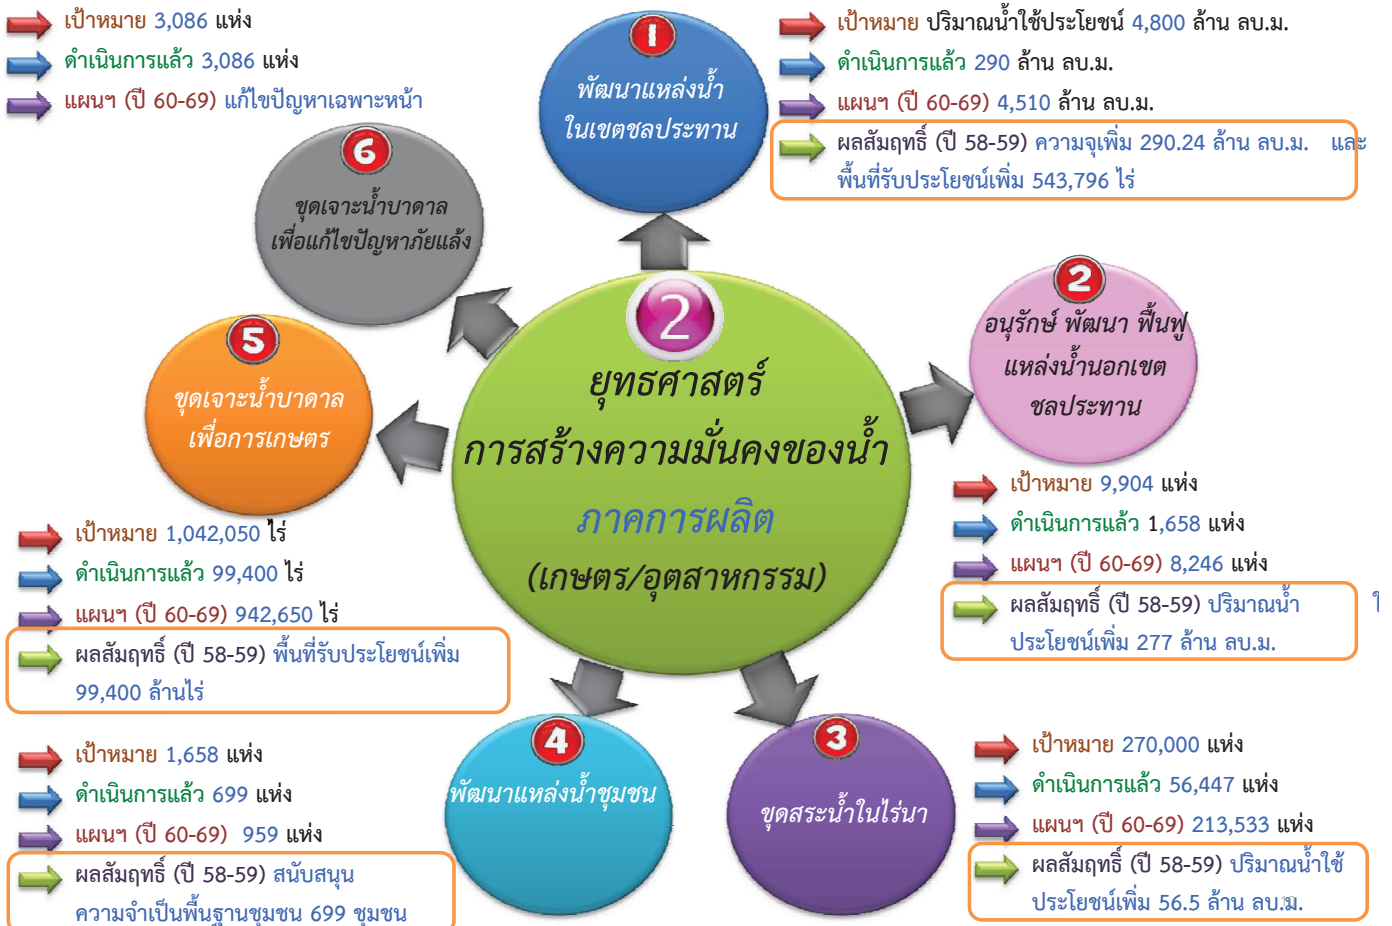 เป้าหมาย 3,086 แห่ง
ดำเนินการแล้ว 3,086 แห่ง
แผนฯ (ปี 60-69) แก้ไขปัญหาเฉพาะหน้า
6
ขุดเจาะน้ำบาดาล
เพื่อแก้ไขปัญหาภัยแล้ง
1
พัฒนาแหล่งน้ำ
ในเขตชลประทาน
เป้าหมาย ปริมาณน้ำใช้ประโยชน์ 4,800 ล้าน ลบ.ม.
ดำเนินการแล้ว 290 ล้าน ลบ.ม.
แผนฯ (ปี 60-69) 4,510 ล้าน ลบ.ม.
ผลสัมฤทธิ์ (ปี 58-59) ความจุเพิ่ม 290.24 ล้าน ลบ.ม. และ
พื้นที่รับประโยชน์เพิ่ม 543,796 ไร่
2
ยุทธศาสตร์
การสร้างความมั่นคงของน้ำ
ภาคการผลิต
(เกษตร/อุตสาหกรรม)
2
อนุรักษ์ พัฒนา ฟื้นฟู
แหล่งน้ำนอกเขต
ชลประทาน
เป้าหมาย 9,904 แห่ง
ดำเนินการแล้ว 1,658 แห่ง
แผนฯ (ปี 60-69) 8,246 แห่ง
ผลสัมฤทธิ์ (ปี 58-59) ปริมาณน้ำ ใ
ประโยชน์เพิ่ม 277 ล้าน ลบ.ม.
5
ขุดเจาะน้ำบาดาล
เพื่อการเกษตร
เป้าหมาย 1,042,050 ไร่
ดำเนินการแล้ว 99,400 ไร่
แผนฯ (ปี 60-69) 942,650 ไร่
ผลสัมฤทธิ์ (ปี 58-59) พื้นที่รับประโยชน์เพิ่ม
99,400 ล้านไร่
4
พัฒนาแหล่งน้ำชุมชน
เป้าหมาย 1,658 แห่ง
ดำเนินการแล้ว 699 แห่ง
แผนฯ (ปี 60-69) 959 แห่ง
ผลสัมฤทธิ์ (ปี 58-59) สนับสนุน
ความจำเป็นพื้นฐานชุมชน 699 ชุมชน
3
ขุดสระน้ำในไร่นา
เป้าหมาย 270,000 แห่ง
ดำเนินการแล้ว 56,447 แห่ง
แผนฯ (ปี 60-69) 213,533 แห่ง
ผลสัมฤทธิ์ (ปี 58-59) ปริมาณน้ำใช้
ประโยชน์เพิ่ม 56.5 ล้าน ลบ.ม.